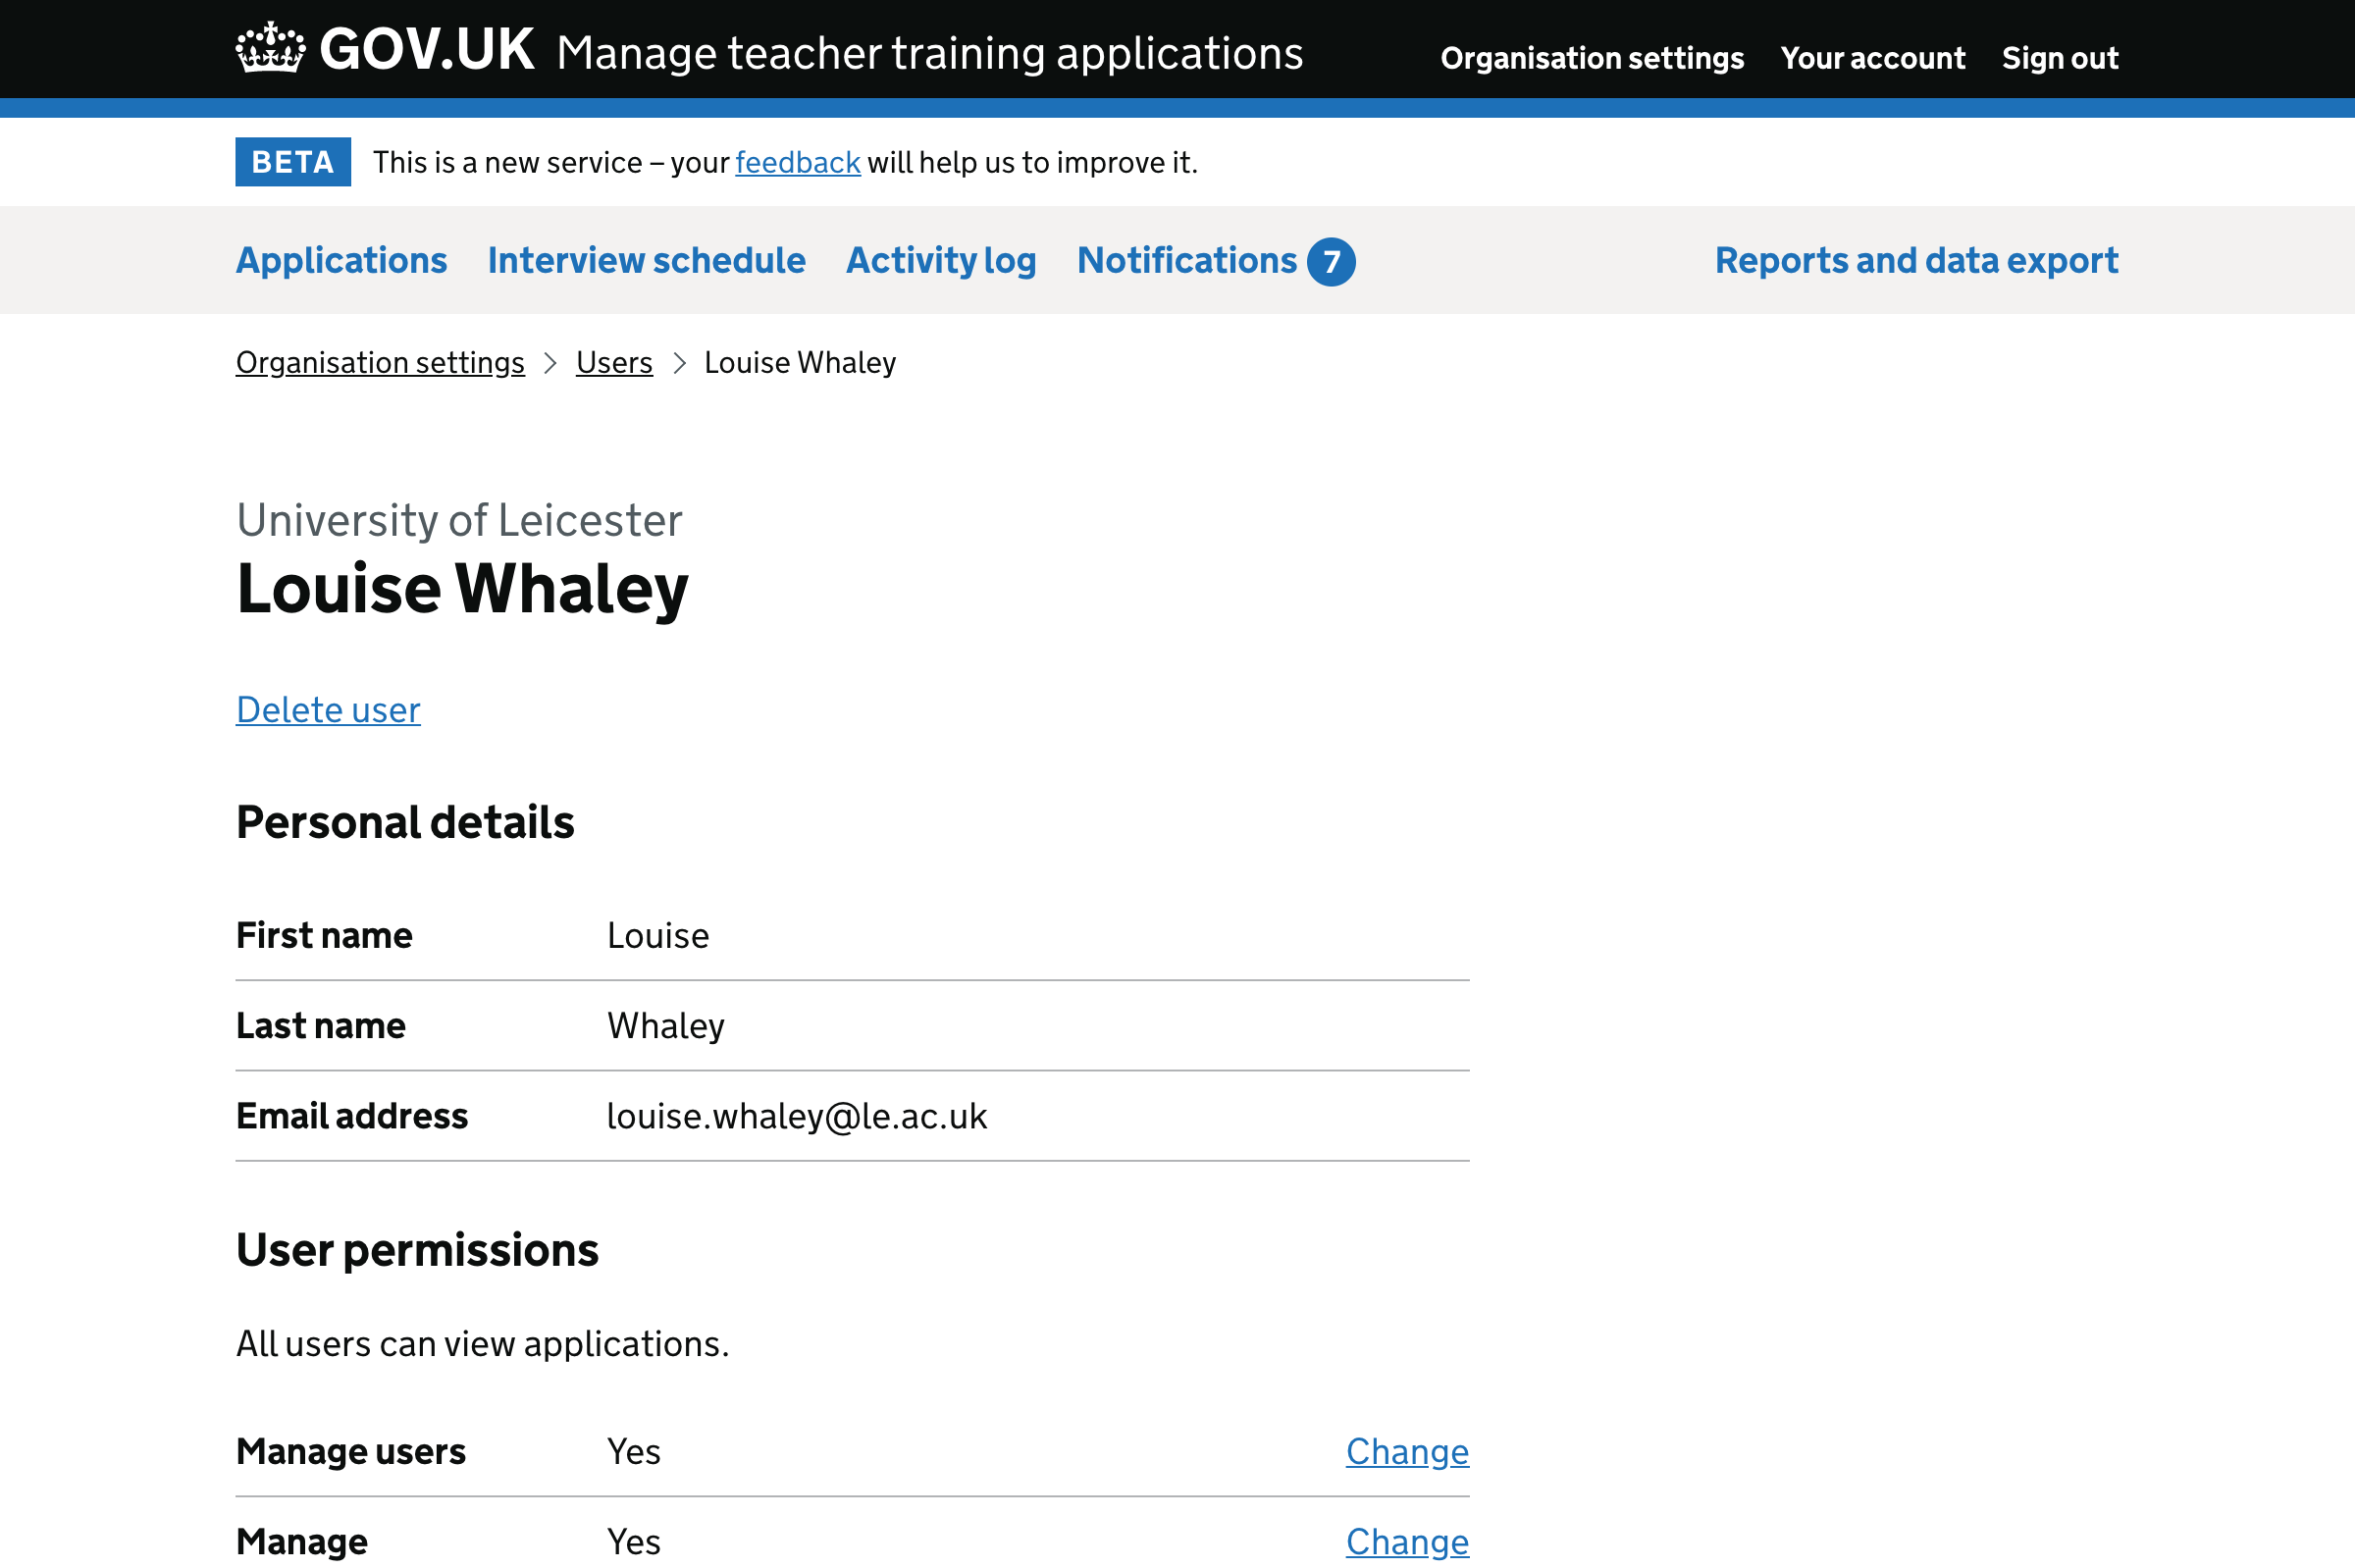 GOV.UK Manage teacher training applications Organisation settings Your account Sign out
BETA This is a new service – your feedback will help us to improve it.
Applications Interview schedule Activity log Notifications 7 Reports and data export
Organisation settings > Users > Louise Whaley
University of Leicester
Louise Whaley
Delete user
Personal details
First name Louise
Last name Whaley
Email address louise.whaley@le.ac.uk
User permissions
All users can view applications.
Manage users Yes Change
Manage Yes Change